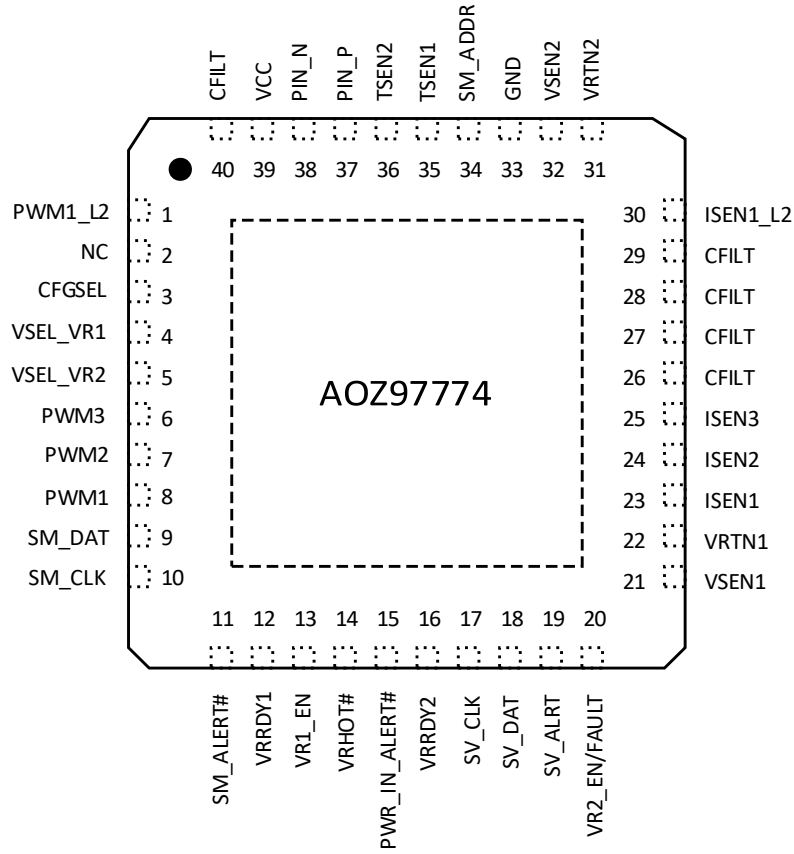 CFILT VCC PIN_N PIN_P TSEN2 TSEN1 SM_ADDR GND VSEN2 VRTN2
40 39 38 37 36 35 34 33 32 31
PWM1_L2 1 30 ISEN1_L2
NC 2 29 CFILT
CFGSEL 3 28 CFILT
VSEL_VR1 4 27 CFILT
VSEL_VR2 5 26 CFILT
AOZ97774
PWM3 6 25 ISEN3
PWM2 7 24 ISEN2
PWM1 8 23 ISEN1
SM_DAT 9 22 VRTN1
SM_CLK 10 21 VSEN1
11 12 13 14 15 16 17 18 19 20
SM_ALERT# VRRDY1 VR1_EN VRHOT# PWR_IN_ALERT# VRRDY2 SV_CLK SV_DAT SV_ALRT VR2_EN/FAULT